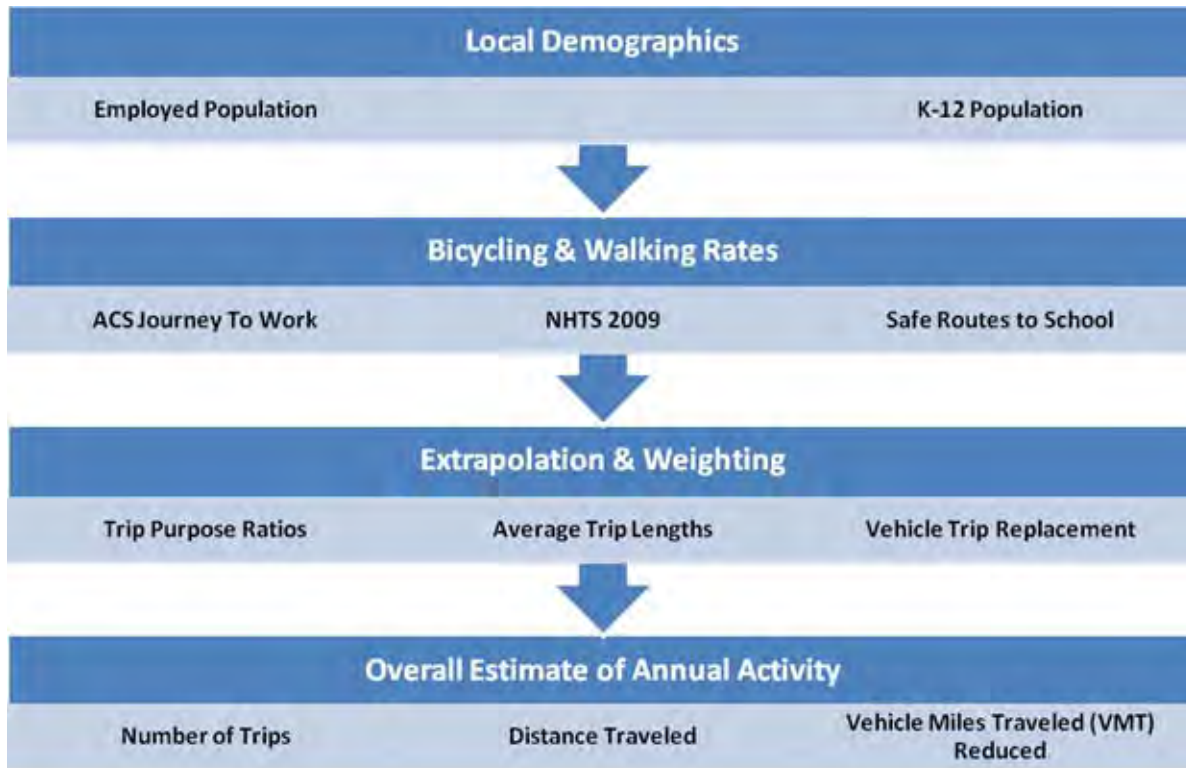 Local Demographics
Employed Population
K-12 Population
Bicycling & Walking Rates
ACS Journey To Work
NHTS 2009
Safe Routes to School
Extrapolation & Weighting
Trip Purpose Ratios
Average Trip Lengths
Vehicle Trip Replacement
Overall Estimate of Annual Activity
Number of Trips
Distance Traveled
Vehicle Miles Traveled (VMT)
Reduced